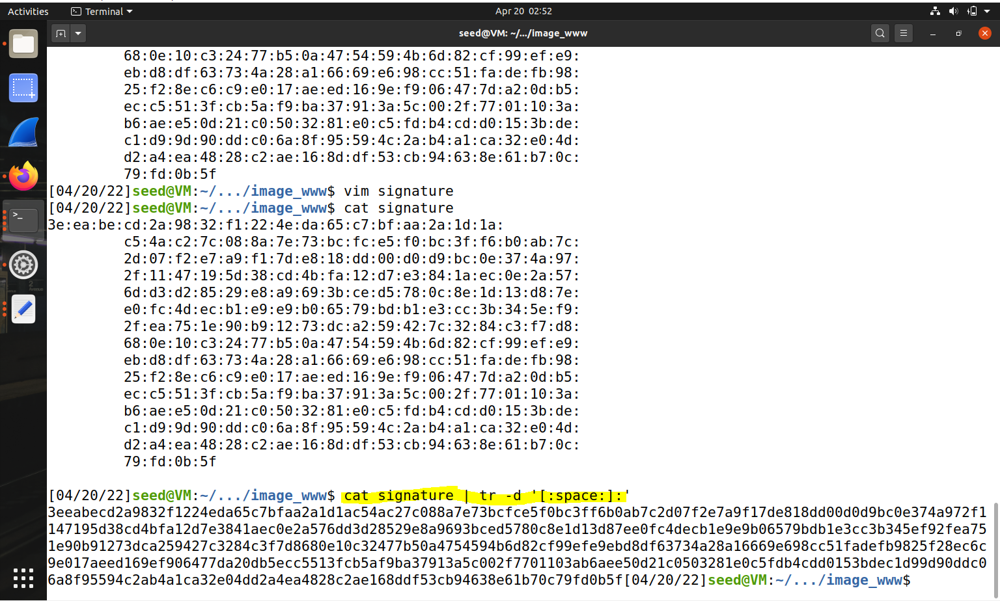 Activities Terminal Apr 20 02:52
seed@VM: ~/.../image_www
68:0e:10:c3:24:77:b5:0a:47:54:59:4b:6d:82:cf:99:ef:e9:
eb:d8:df:63:73:4a:28:a1:66:69:e6:98:cc:51:fa:de:fb:98:
25:f2:8e:c6:c9:e0:17:ae:ed:16:9e:f9:06:47:7d:a2:0d:b5:
ec:c5:51:3f:cb:5a:f9:ba:37:91:3a:5c:00:2f:77:01:10:3a:
b6:ae:e5:0d:21:c0:50:32:81:e0:c5:fd:b4:cd:d0:15:3b:de:
c1:d9:9d:90:dd:c0:6a:8f:95:59:4c:2a:b4:a1:ca:32:e0:4d:
d2:a4:ea:48:28:c2:ae:16:8d:df:53:cb:94:63:8e:61:b7:0c:
79:fd:0b:5f
[04/20/22]seed@VM:~/.../image_www$ vim signature
[04/20/22]seed@VM:~/.../image_www$ cat signature
3e:ea:be:cd:2a:98:32:f1:22:4e:da:65:c7:bf:aa:2a:1d:1a:
c5:4a:c2:7c:08:8a:7e:73:bc:fc:e5:f0:bc:3f:f6:b0:ab:7c:
2d:07:f2:e7:a9:f1:7d:e8:18:dd:00:d0:d9:bc:0e:37:4a:97:
2f:11:47:19:5d:38:cd:4b:fa:12:d7:e3:84:1a:ec:0e:2a:57:
6d:d3:d2:85:29:e8:a9:69:3b:ce:d5:78:0c:8e:1d:13:d8:7e:
e0:fc:4d:ec:b1:e9:e9:b0:65:79:bd:b1:e3:cc:3b:34:5e:f9:
2f:ea:75:1e:90:b9:12:73:dc:a2:59:42:7c:32:84:c3:f7:d8:
68:0e:10:c3:24:77:b5:0a:47:54:59:4b:6d:82:cf:99:ef:e9:
eb:d8:df:63:73:4a:28:a1:66:69:e6:98:cc:51:fa:de:fb:98:
25:f2:8e:c6:c9:e0:17:ae:ed:16:9e:f9:06:47:7d:a2:0d:b5:
ec:c5:51:3f:cb:5a:f9:ba:37:91:3a:5c:00:2f:77:01:10:3a:
b6:ae:e5:0d:21:c0:50:32:81:e0:c5:fd:b4:cd:d0:15:3b:de:
c1:d9:9d:90:dd:c0:6a:8f:95:59:4c:2a:b4:a1:ca:32:e0:4d:
d2:a4:ea:48:28:c2:ae:16:8d:df:53:cb:94:63:8e:61:b7:0c:
79:fd:0b:5f
[04/20/22]seed@VM:~/.../image_www$ cat signature | tr -d '[:space:]:'
3eeabecd2a9832f1224eda65c7bfaa2a1d1ac54ac27c088a7e73bcfce5f0bc3ff6b0ab7c2d07f2e7a9f17de818dd00d0d9bc0e374a972f1
147195d38cd4bfa12d7e3841aec0e2a576dd3d28529e8a9693bced5780c8e1d13d87ee0fc4decb1e9e9b06579bdb1e3cc3b345ef92fea75
1e90b91273dca259427c3284c3f7d8680e10c32477b50a4754594b6d82cf99efe9ebd8df63734a28a16669e698cc51fadefb9825f28ec6c
9e017aeed169ef906477da20db5ecc5513fcb5af9ba37913a5c002f7701103ab6aee50d21c0503281e0c5fdb4cdd0153bdec1d99d90ddc0
6a8f95594c2ab4a1ca32e04dd2a4ea4828c2ae168ddf53cb94638e61b70c79fd0b5f[04/20/22]seed@VM:~/.../image_www$